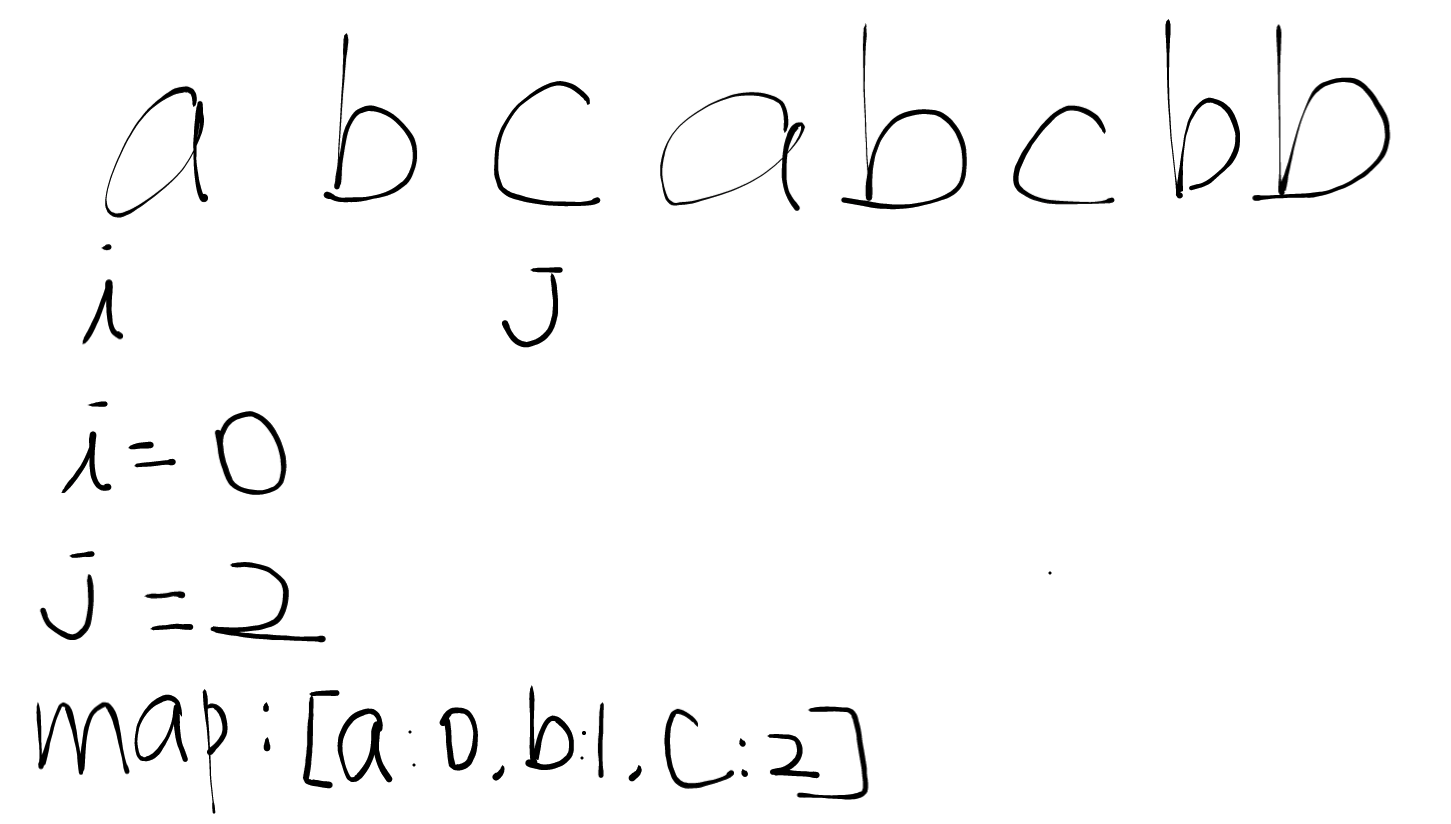 a b c a b c b b
i J
i = 0
J = 2
map : [a:0, b:1, c:2]